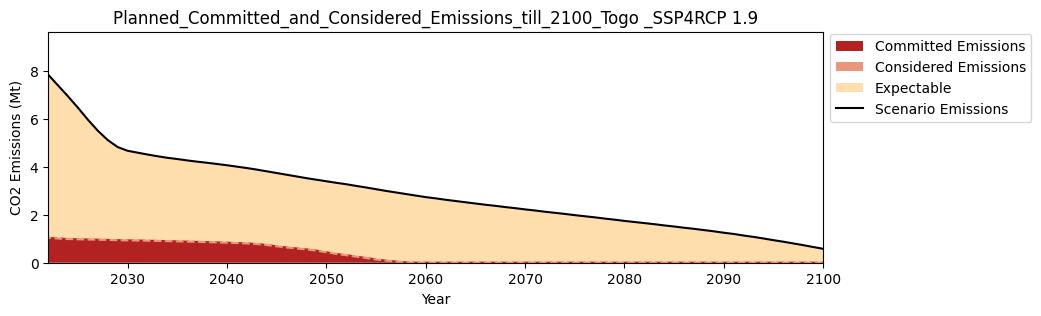 Planned_Committed_and_Considered_Emissions_till_2100_Togo _SSP4RCP 1.9
CO2 Emissions (Mt)
8
6
4
2
0
2030 2040 2050 2060 2070 2080 2090 2100
Year
Committed Emissions
Considered Emissions
Expectable
Scenario Emissions